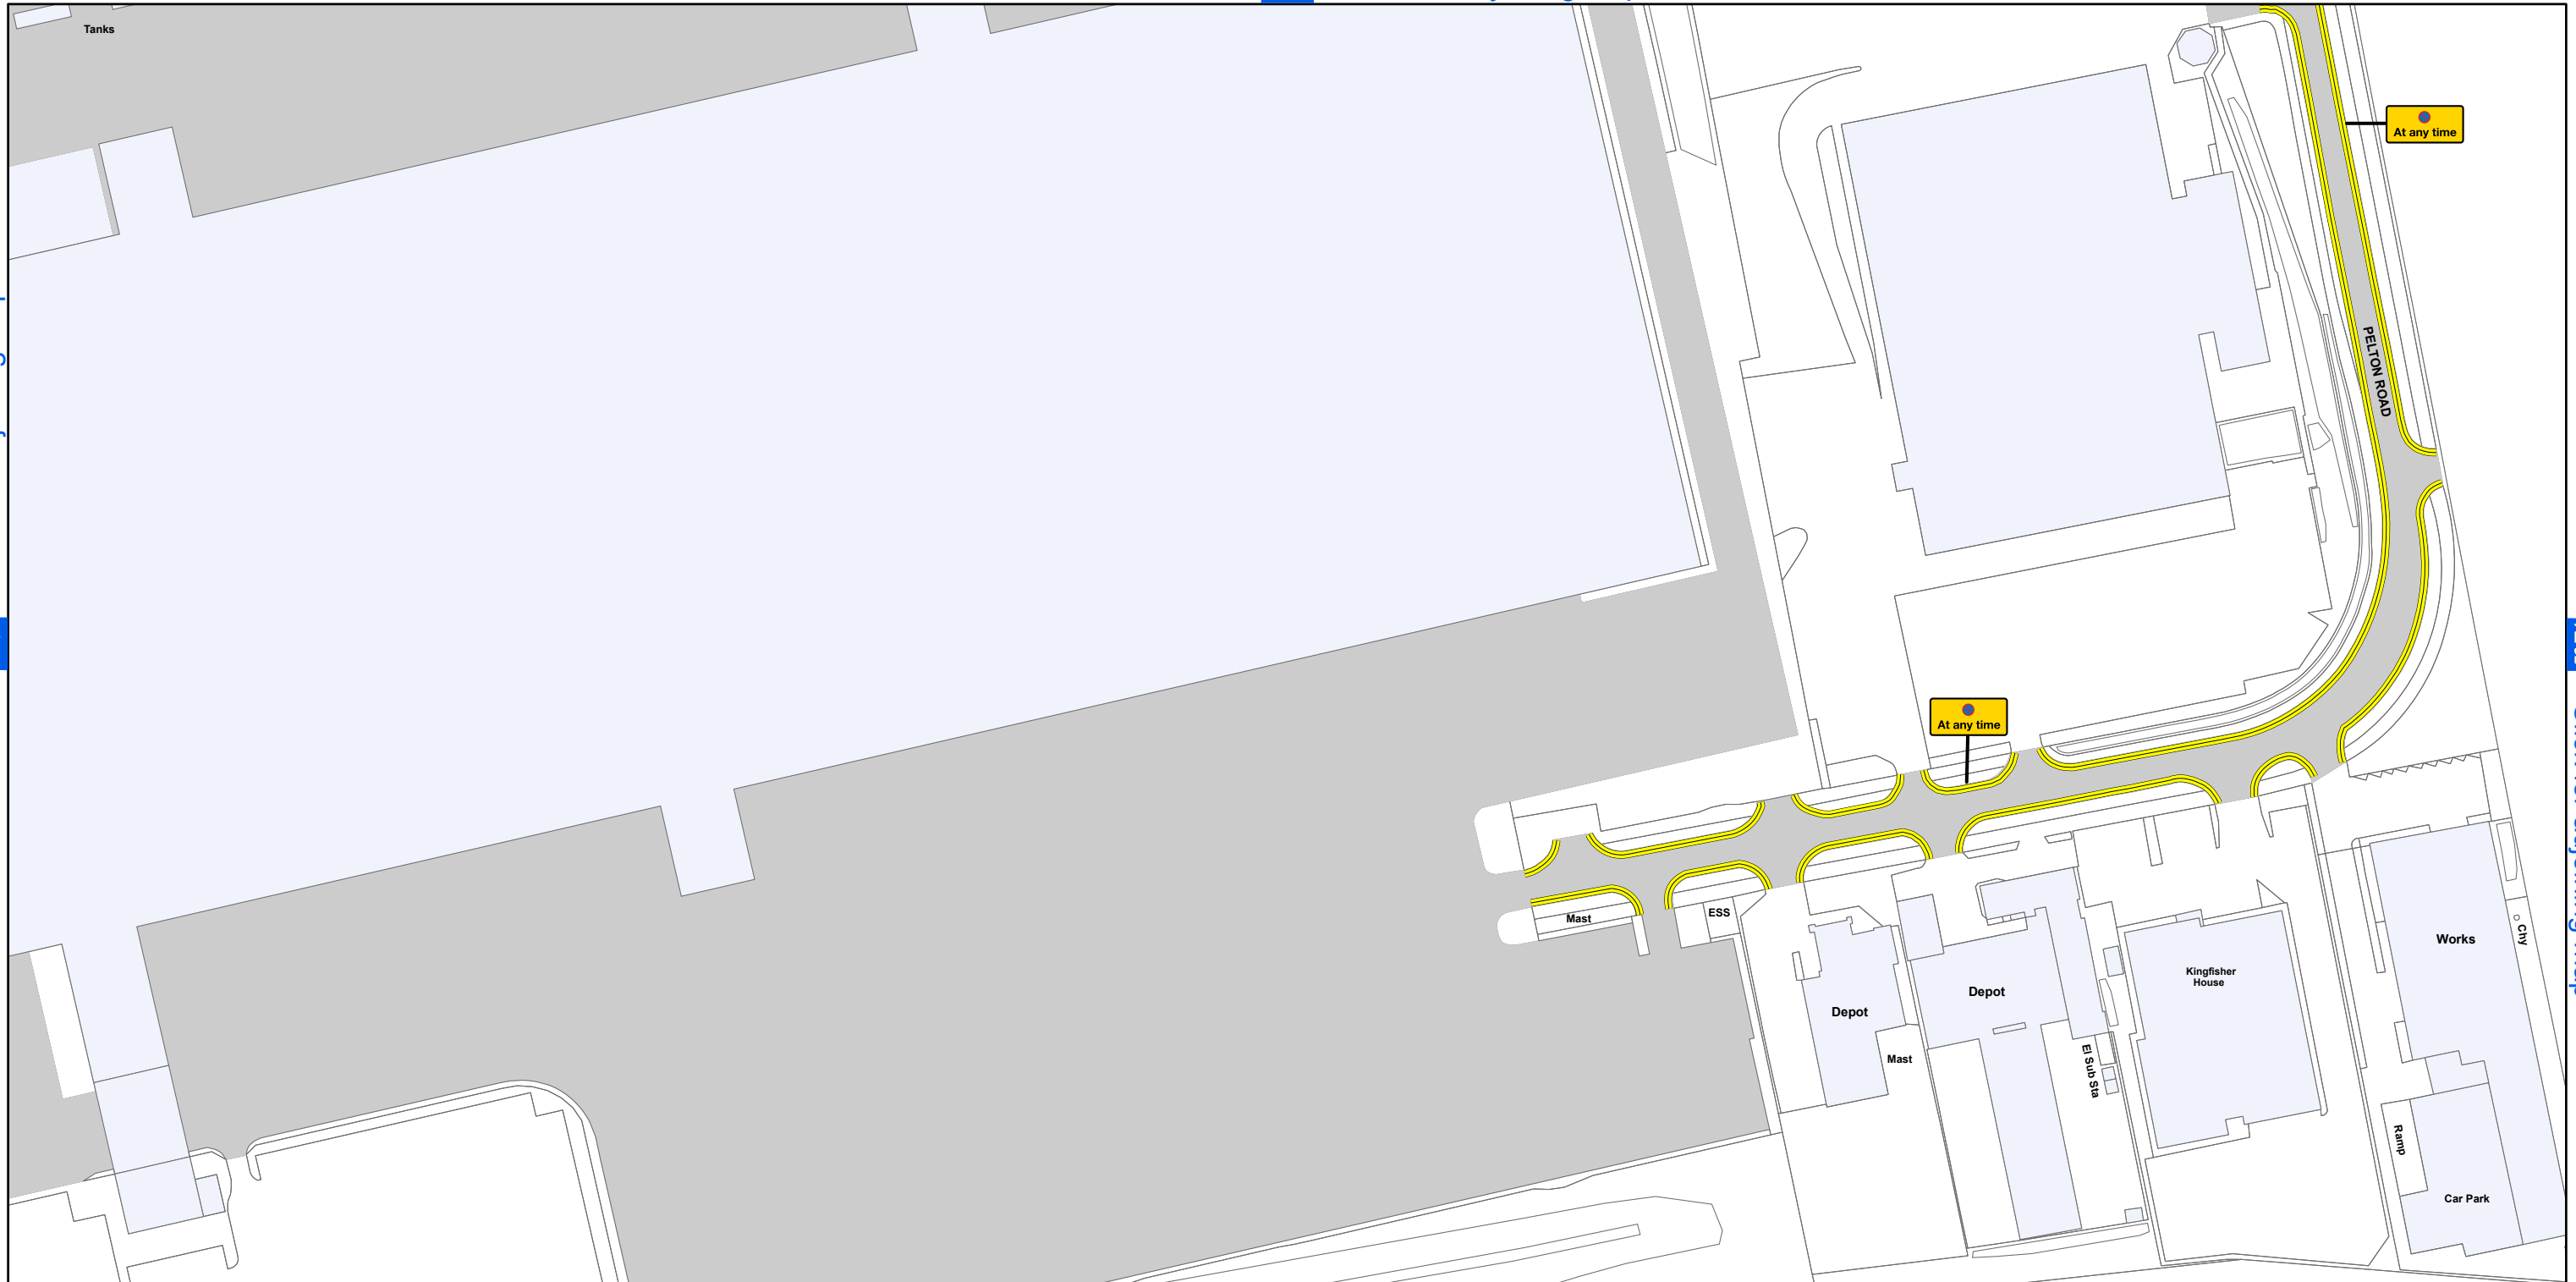 Tanks
At any time
PELTON ROAD
At any time
Mast
ESS
Works
Chy
Kingfisher
House
Depot
Depot
Mast
El Sub Sta
Ramp
Car Park